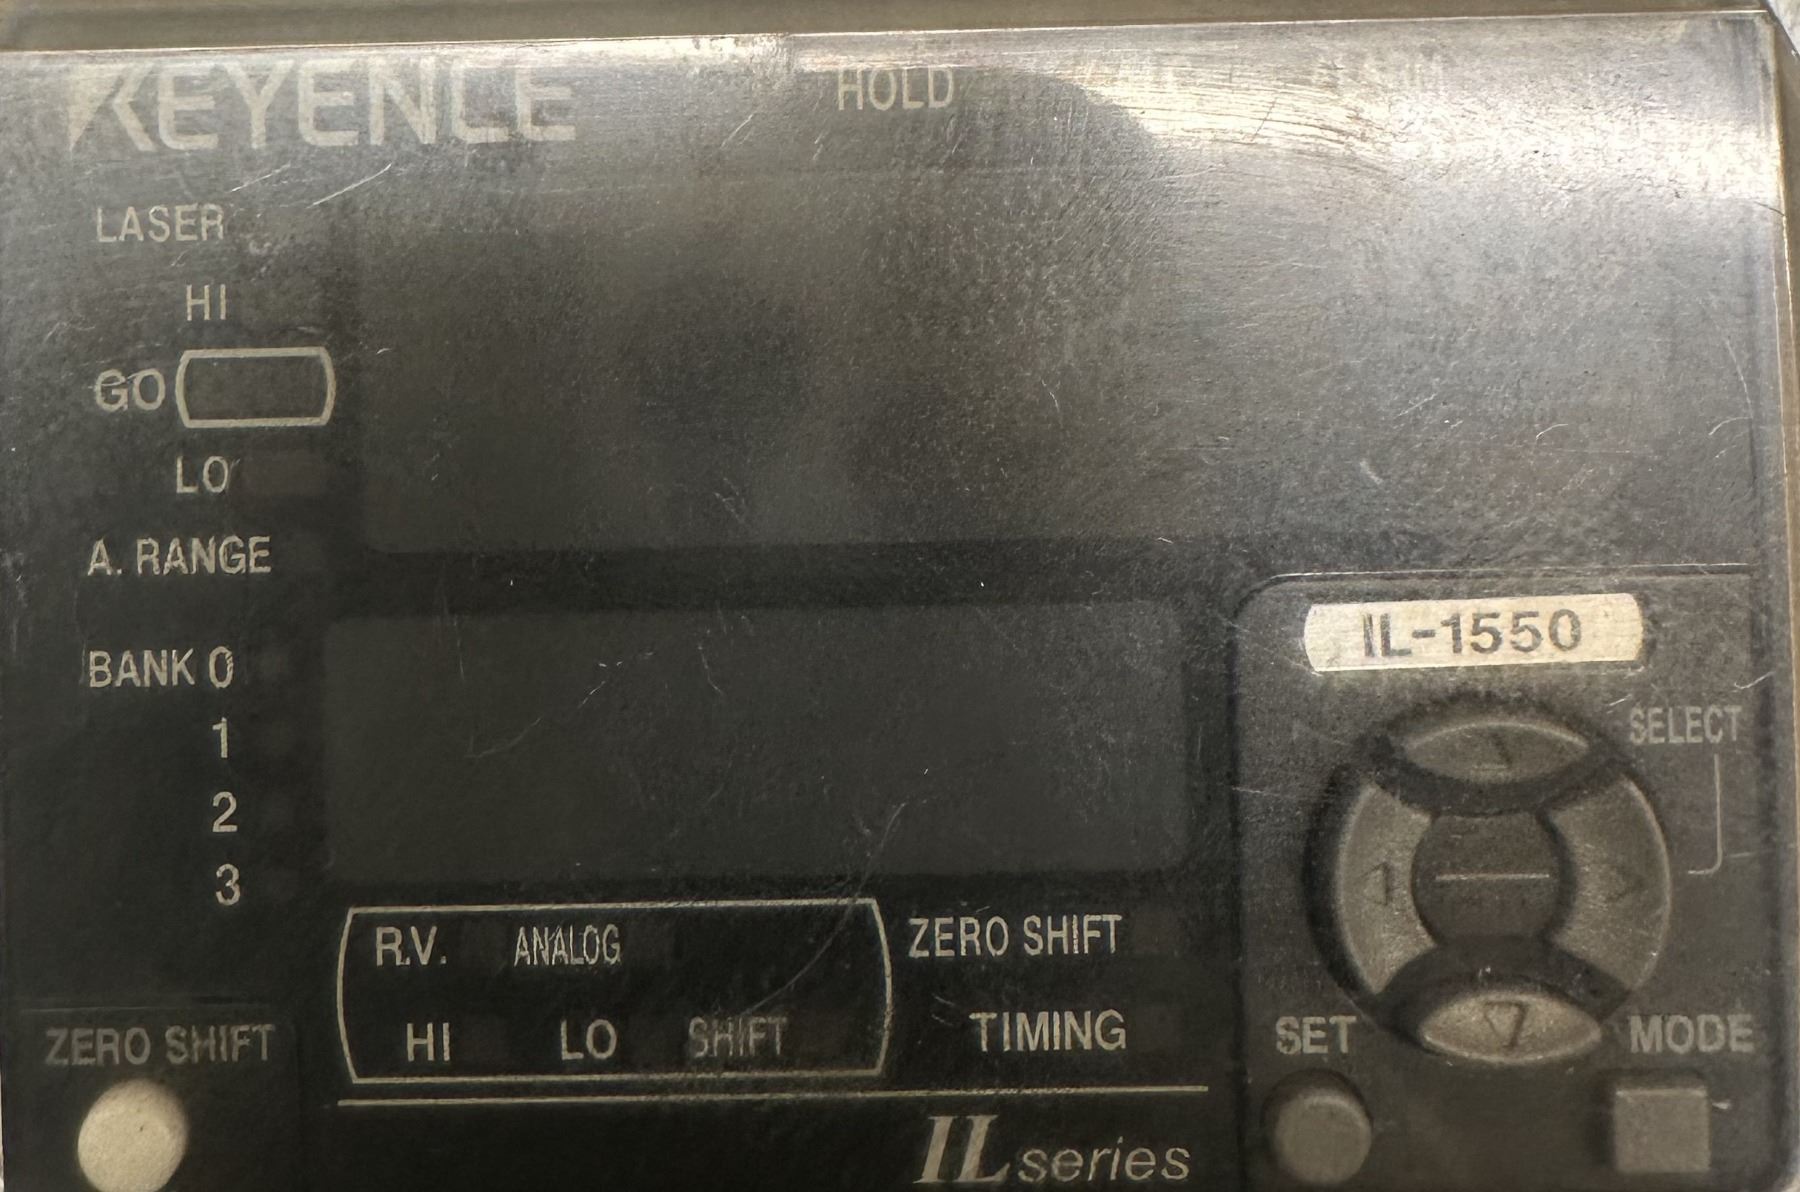 KEYENCE
HOLD
LASER
HI
GO
LO
A. RANGE
BANK 0
1
2
3
IL-1550
SELECT
R.V. ANALOG
HI LO SHIFT
ZERO SHIFT
TIMING
SET
MODE
ZERO SHIFT
IL series